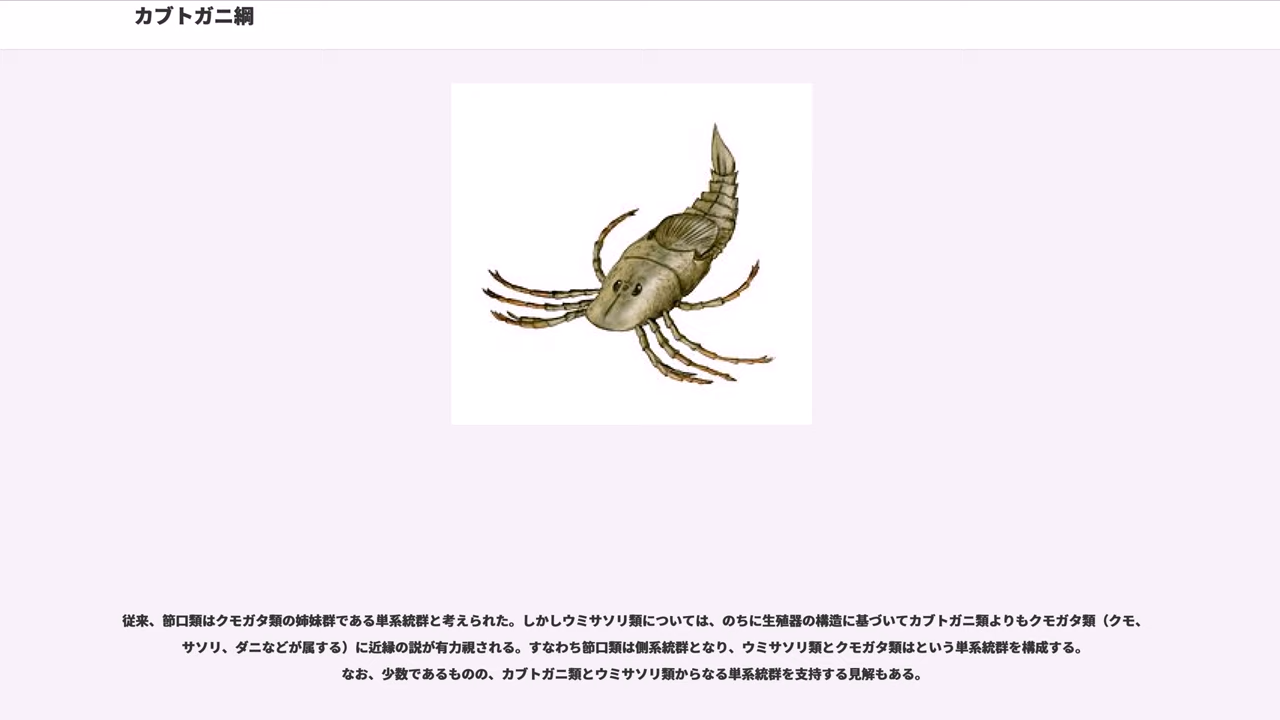 カブトガニ綱
従来、節口類はクモガタ類の姉妹群である単系統群と考えられた。しかしウミサソリ類については、のちに生殖器の構造に基づいてカブトガニ類よりもクモガタ類（クモ、
サソリ、ダニなどが属する）に近縁の説が有力視される。すなわち節口類は側系統群となり、ウミサソリ類とクモガタ類はという単系統群を構成する。
なお、少数であるものの、カブトガニ類とウミサソリ類からなる単系統群を支持する見解もある。